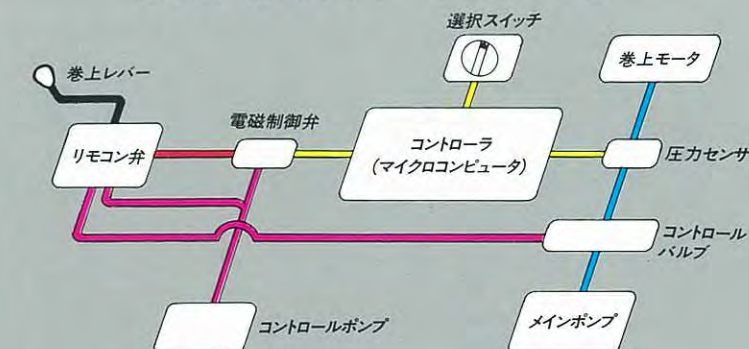 選択スイッチ
巻上レバー
巻上モータ
電磁制御弁
リモコン弁
コントローラ
(マイクロコンピュータ)
圧力センサ
コントロール
バルブ
コントロールポンプ
メインポンプ